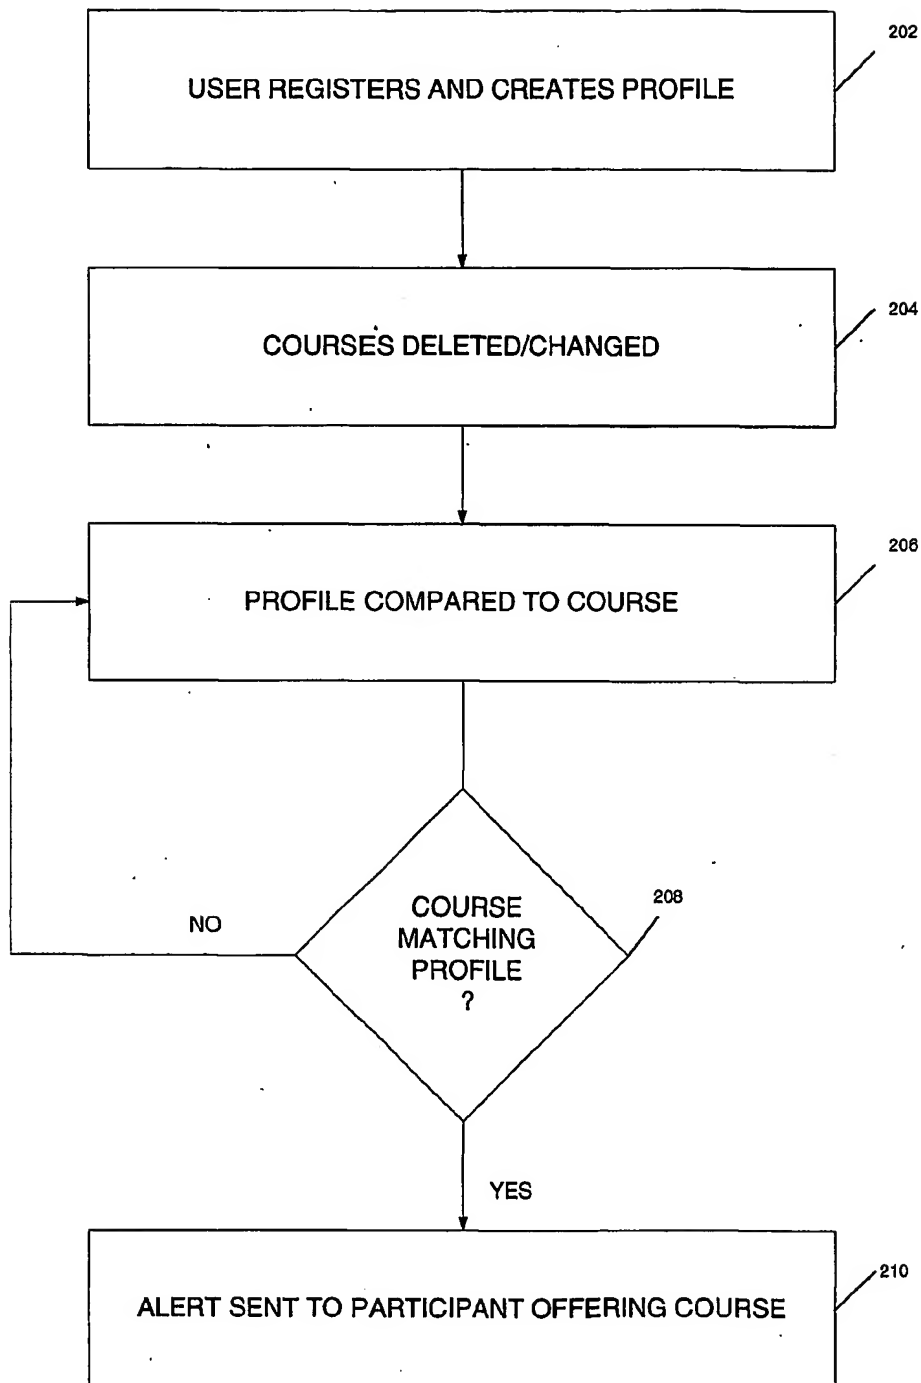 202
USER REGISTERS AND CREATES PROFILE
204
COURSES DELETED/CHANGED
206
PROFILE COMPARED TO COURSE
208
COURSE
MATCHING
PROFILE
?
NO
YES
210
ALERT SENT TO PARTICIPANT OFFERING COURSE